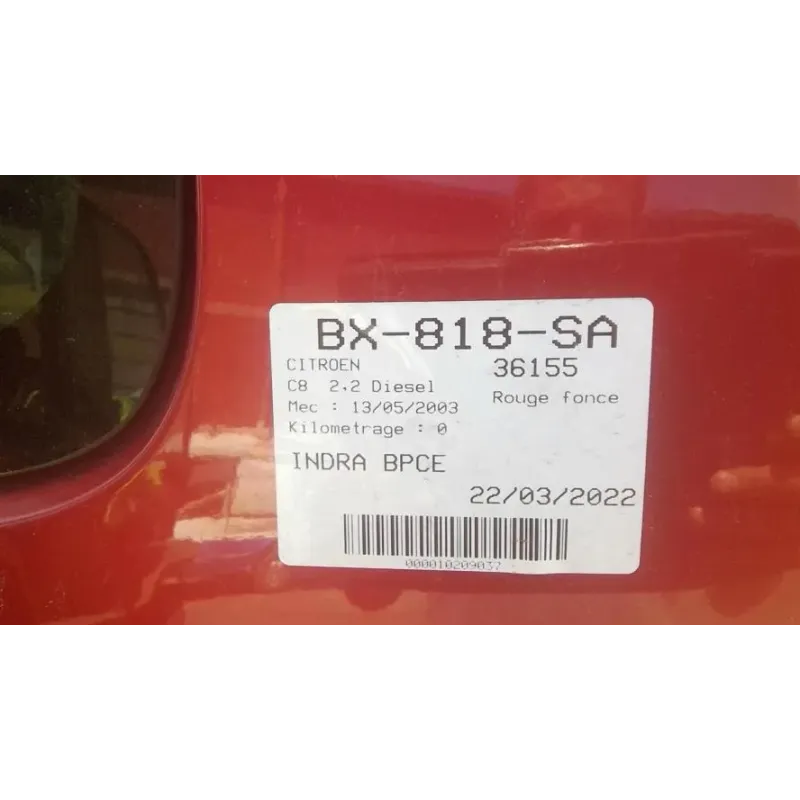 BX-818-SA
CITROEN 36155
C8 2.2 Diesel
Rouge fonce
Mec : 13/05/2003
Kilometrage : 0
INDRA BPCE
22/03/2022
000010209037